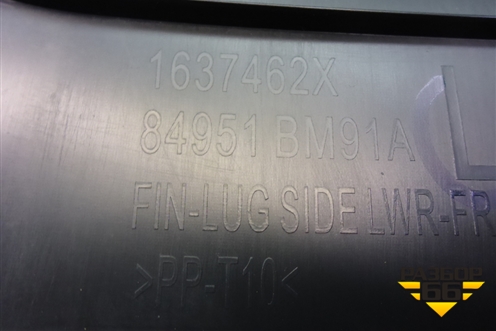 1637462X
84951 BM91A
L
FIN-LUG SIDE LWR-FR
>PP-T10<
РАЗБОР
66